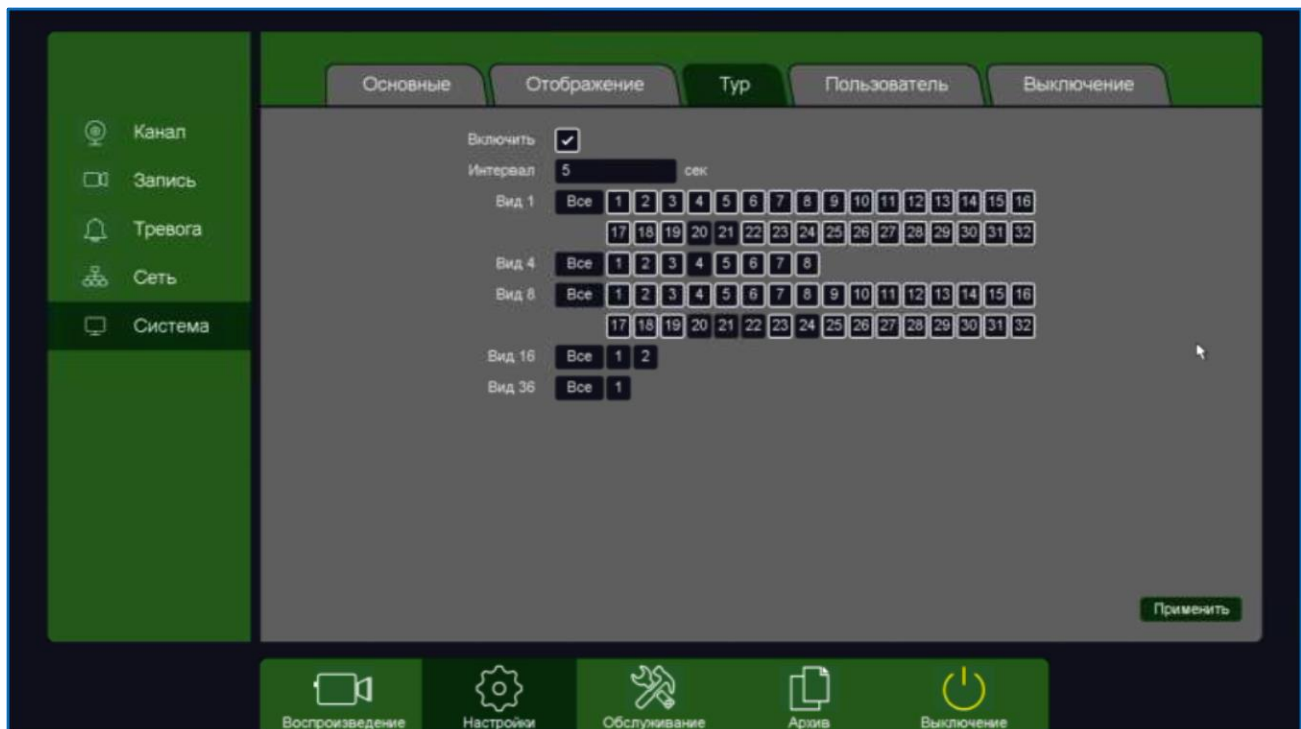 Основные Отображение Тур Пользователь Выключение
Канал
Запись
Тревога
Сеть
Система
Включить
Интервал 5 сек
Вид 1 Все 1 2 3 4 5 6 7 8 9 10 11 12 13 14 15 16
17 18 19 20 21 22 23 24 25 26 27 28 29 30 31 32
Вид 4 Все 1 2 3 4 5 6 7 8
Вид 8 Все 1 2 3 4 5 6 7 8 9 10 11 12 13 14 15 16
17 18 19 20 21 22 23 24 25 26 27 28 29 30 31 32
Вид 16 Все 1 2
Вид 36 Все 1
Применить
Воспроизведение Настройки Обслуживание Архив Выключение